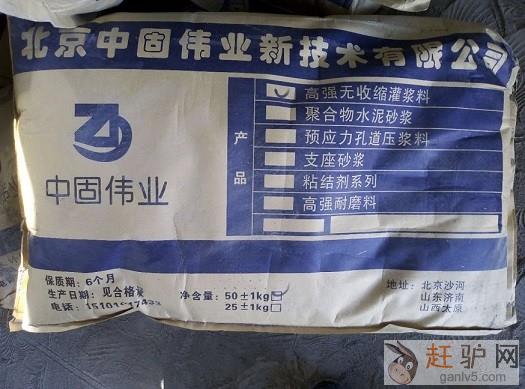 北京中固伟业新技术有限公司
中固伟业
产品
高强无收缩灌浆料
聚合物水泥砂浆
预应力孔道压浆料
支座砂浆
粘结剂系列
高强耐磨料
保质期：6个月
生产日期：见合格
电话：
净含量：50±1kg
25±1kg
地址：北京沙河
山东济南
山西太原
赶驴网
ganlv5.com